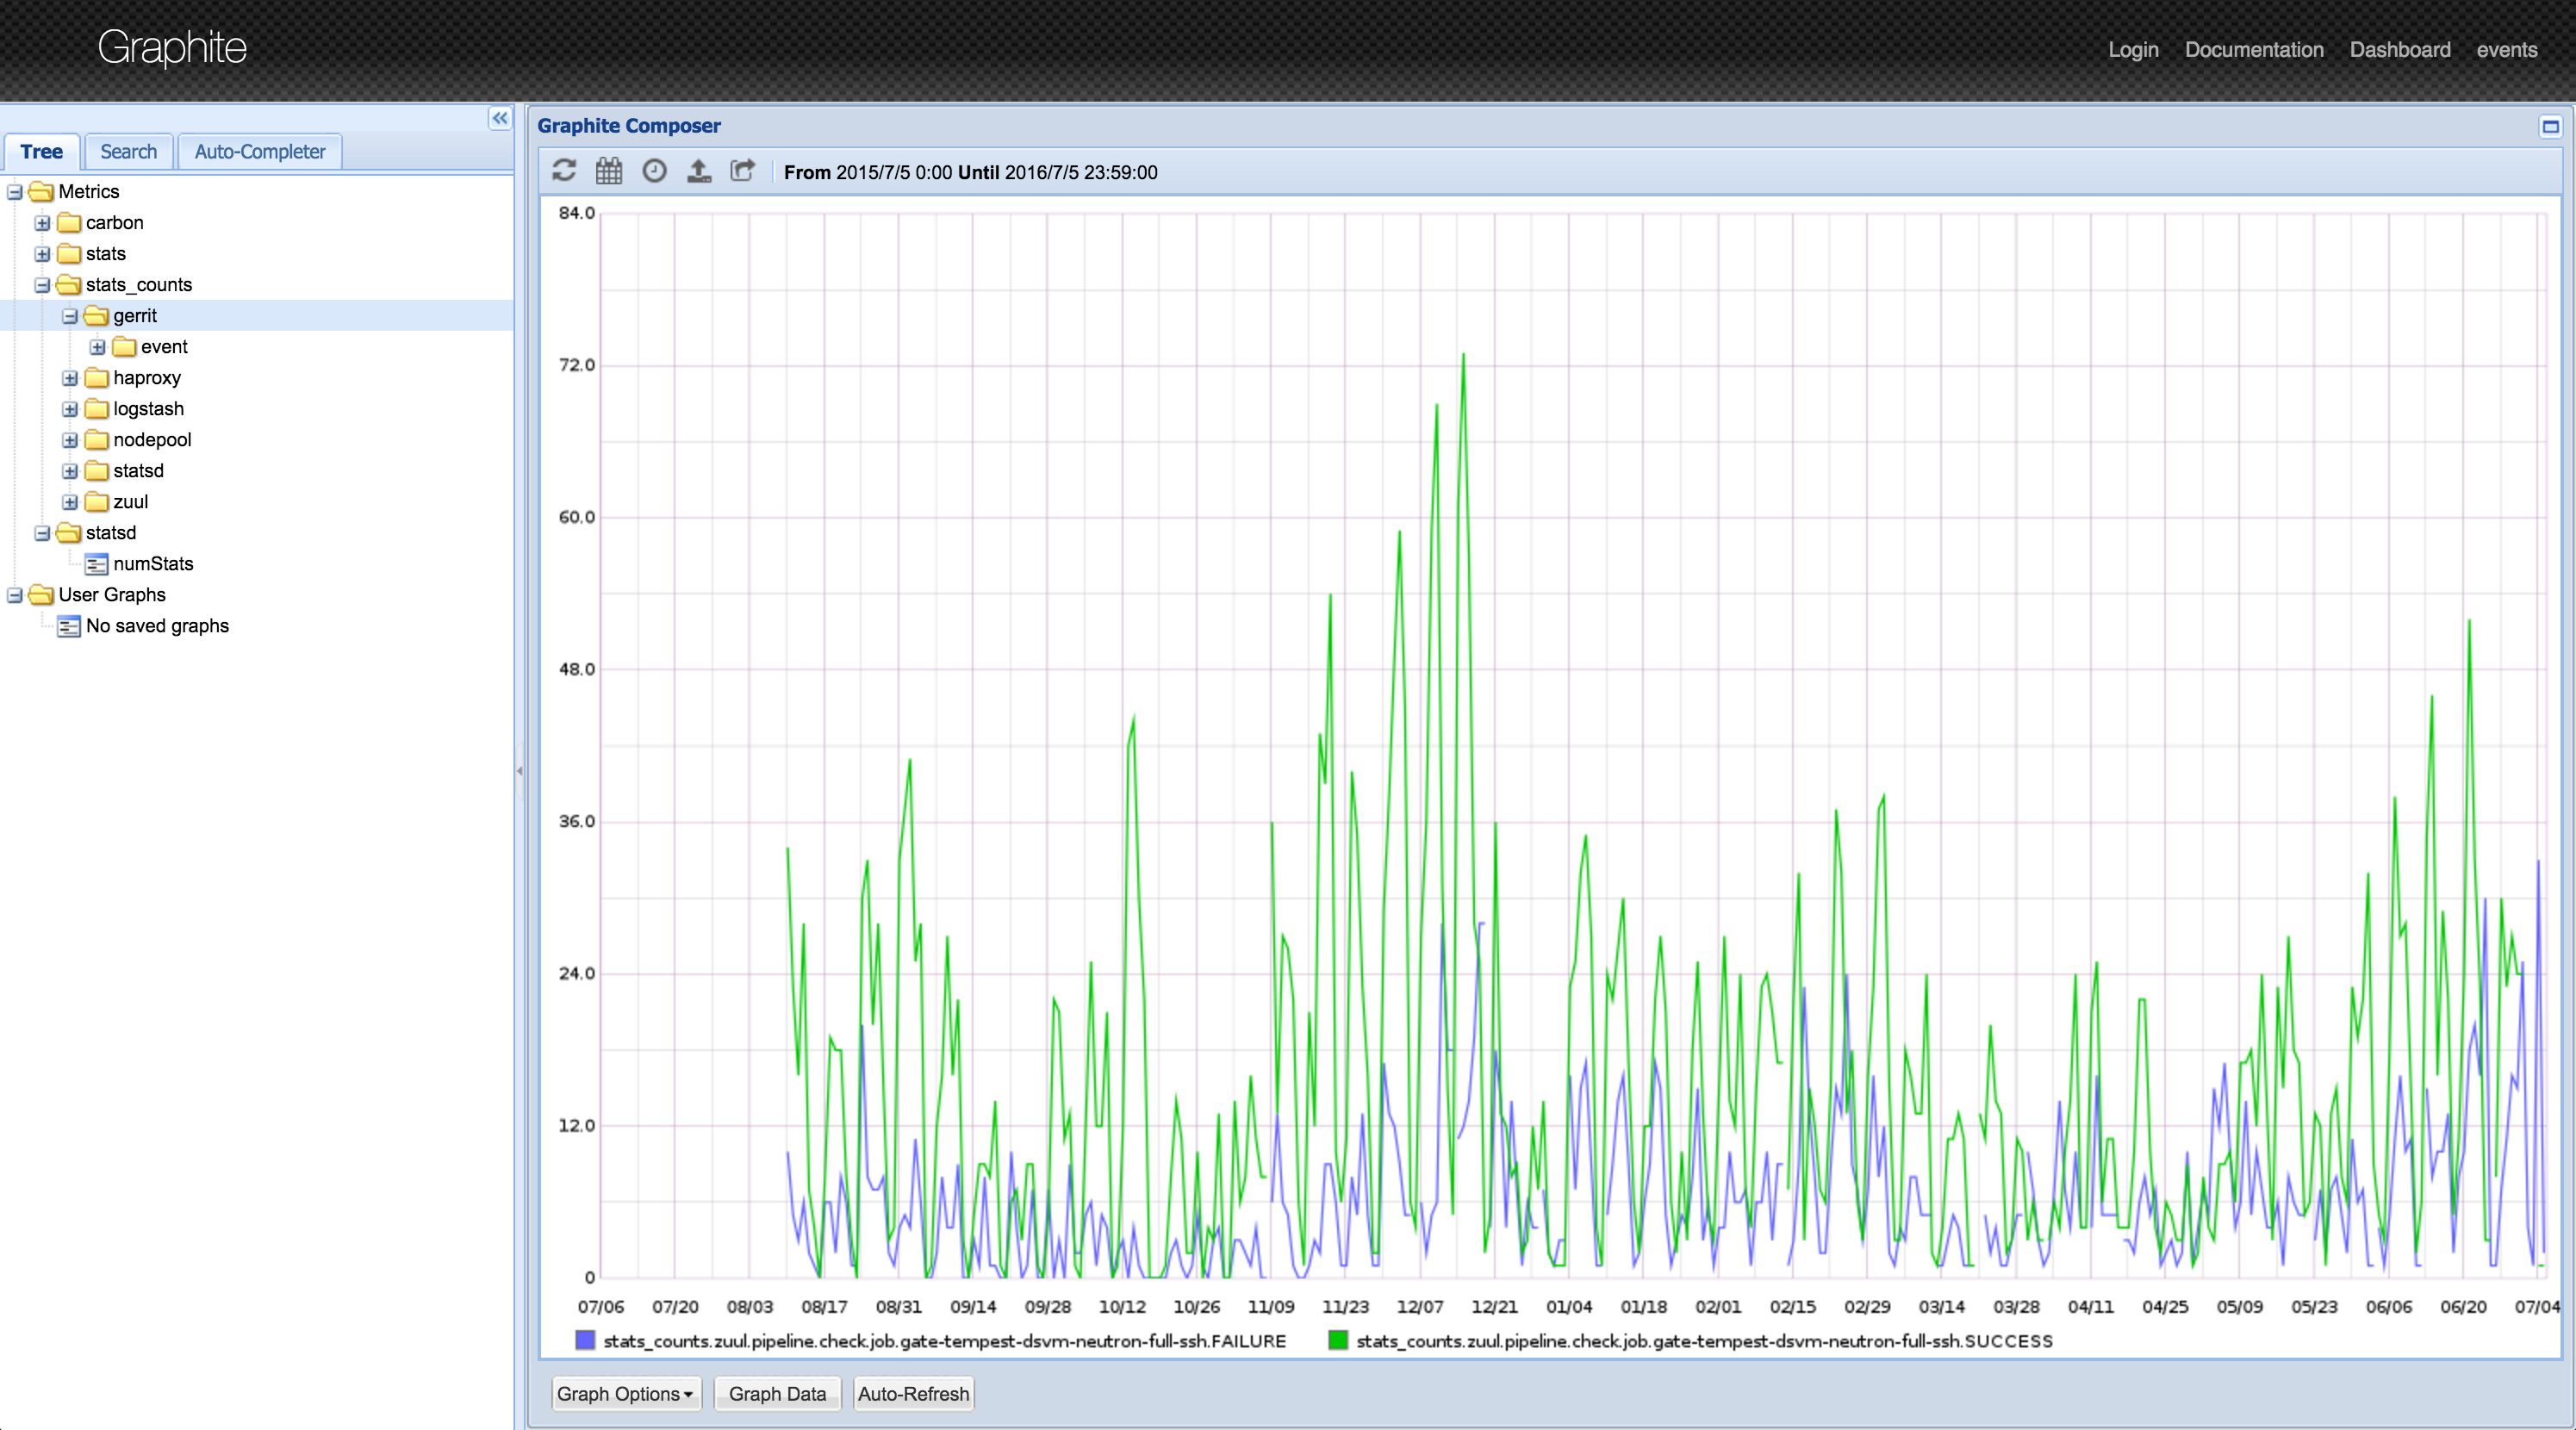 Graphite
Login Documentation Dashboard events
Tree Search Auto-Completer
Metrics
carbon
stats
stats_counts
gerrit
event
haproxy
logstash
nodepool
statsd
zuul
statsd
numStats
User Graphs
No saved graphs
Graphite Composer
From 2015/7/5 0:00 Until 2016/7/5 23:59:00
84.0
72.0
60.0
48.0
36.0
24.0
12.0
0
07/06 07/20 08/03 08/17 08/31 09/14 09/28 10/12 10/26 11/09 11/23 12/07 12/21 01/04 01/18 02/01 02/15 02/29 03/14 03/28 04/11 04/25 05/09 05/23 06/06 06/20 07/04
stats_counts.zuul.pipeline.check.job.gate-tempest-dsvm-neutron-full-ssh.FAILURE stats_counts.zuul.pipeline.check.job.gate-tempest-dsvm-neutron-full-ssh.SUCCESS
Graph Options Graph Data Auto-Refresh